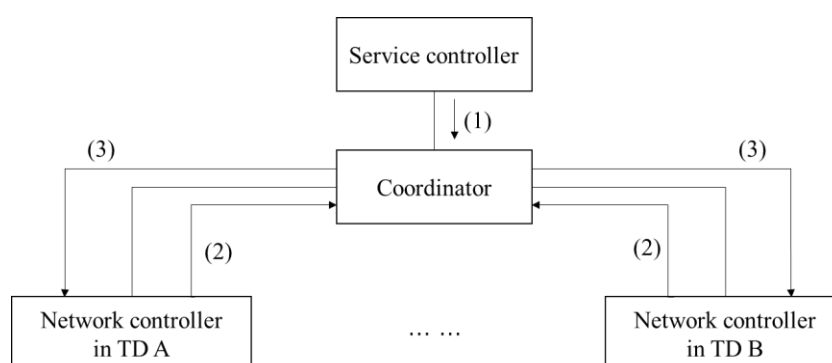 Service controller
(1)
(3)
(3)
Coordinator
(2)
(2)
Network controller
in TD A
… …
Network controller
in TD B